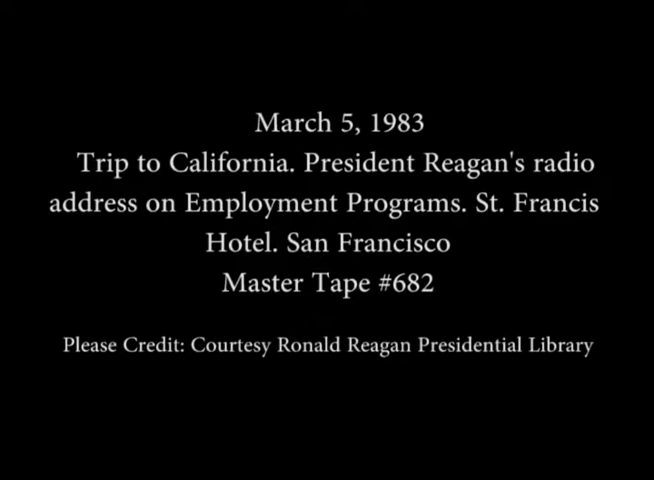 March 5, 1983
Trip to California. President Reagan's radio
address on Employment Programs. St. Francis
Hotel. San Francisco
Master Tape #682
Please Credit: Courtesy Ronald Reagan Presidential Library